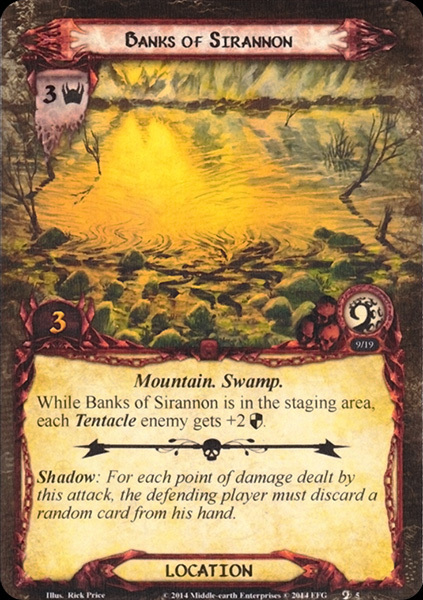 BANKS OF SIRANNON
3
3
9/19
Mountain. Swamp.
While Banks of Sirannon is in the staging area,
each Tentacle enemy gets +2 .
Shadow: For each point of damage dealt by
this attack, the defending player must discard a
random card from his hand.
LOCATION
Illus. Rick Price © 2014 Middle-earth Enterprises © 2014 FFG 5